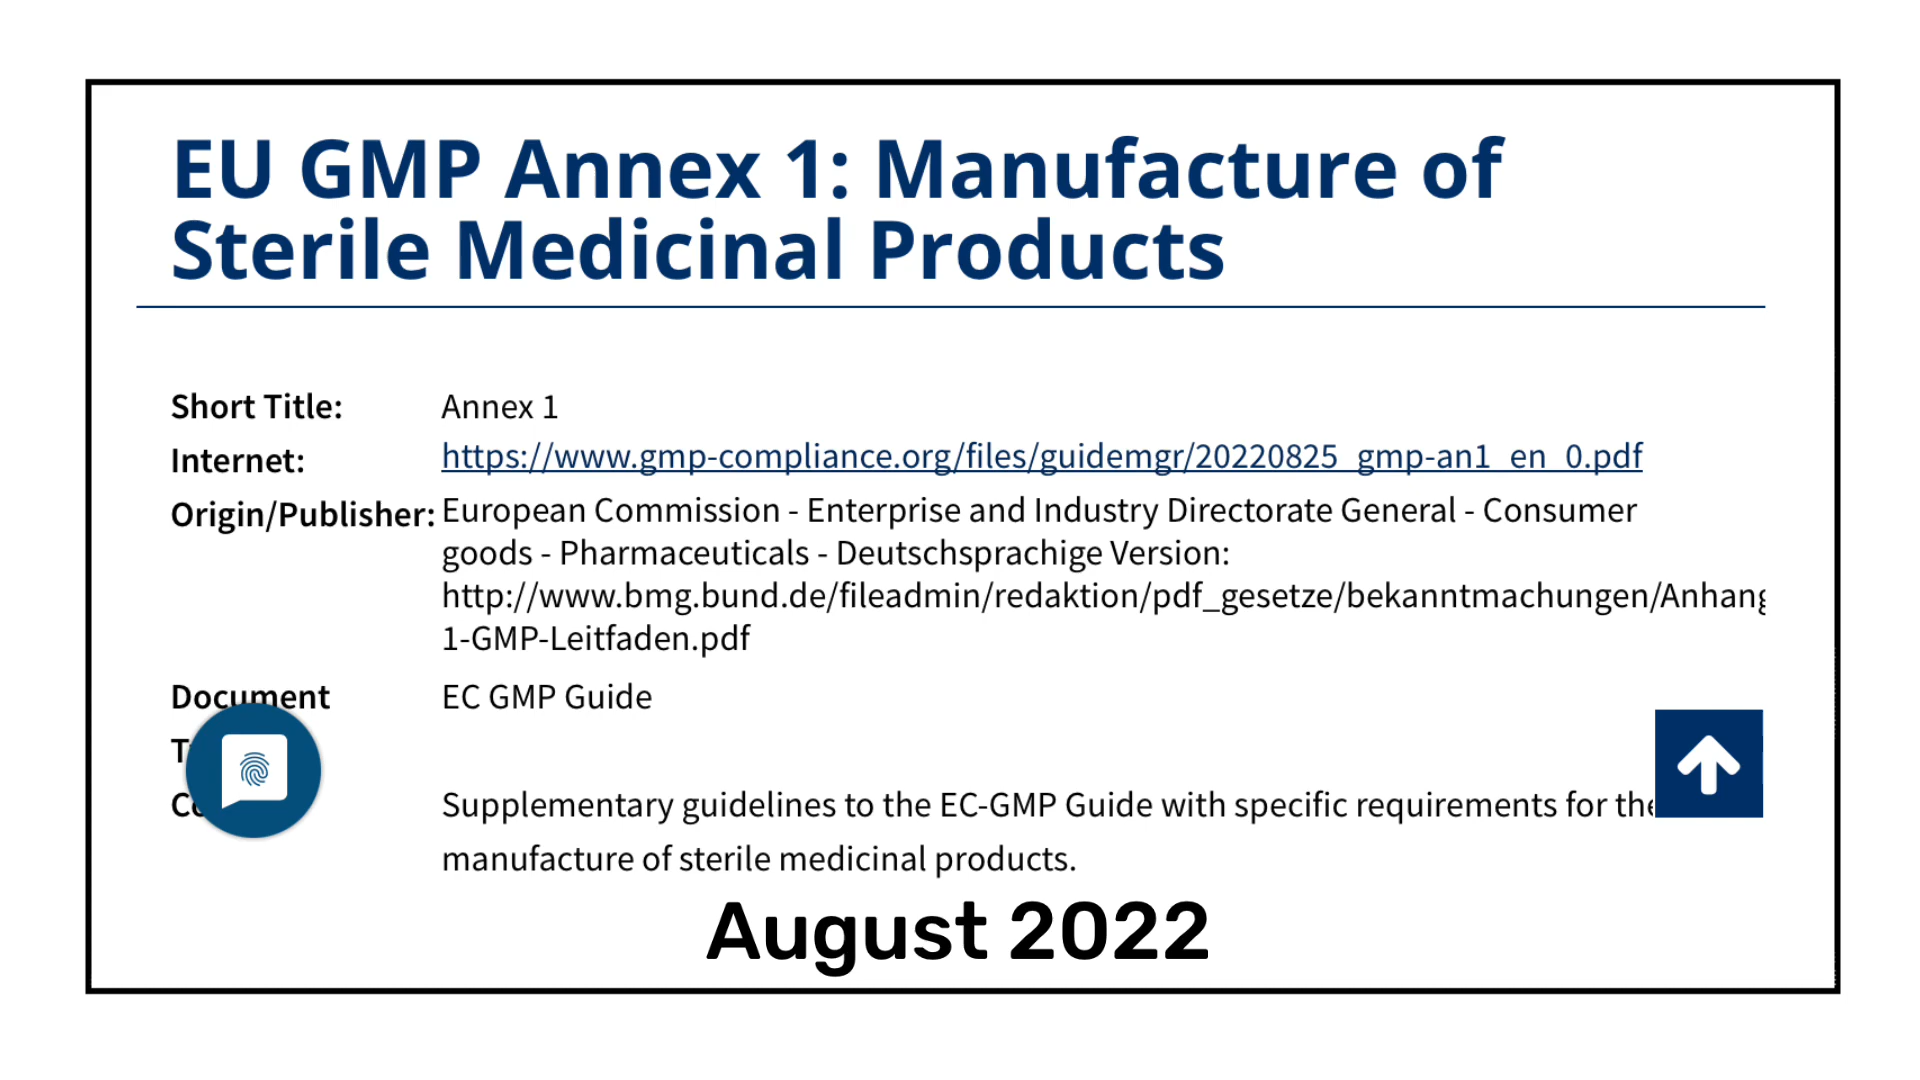 EU GMP Annex 1: Manufacture of
Sterile Medicinal Products
Short Title: Annex 1
Internet: https://www.gmp-compliance.org/files/guidemgr/20220825_gmp-an1_en_0.pdf
Origin/Publisher: European Commission - Enterprise and Industry Directorate General - Consumer
goods - Pharmaceuticals - Deutschsprachige Version:
http://www.bmg.bund.de/fileadmin/redaktion/pdf_gesetze/bekanntmachungen/Anhang
1-GMP-Leitfaden.pdf
Document EC GMP Guide
Supplementary guidelines to the EC-GMP Guide with specific requirements for the
manufacture of sterile medicinal products.
August 2022